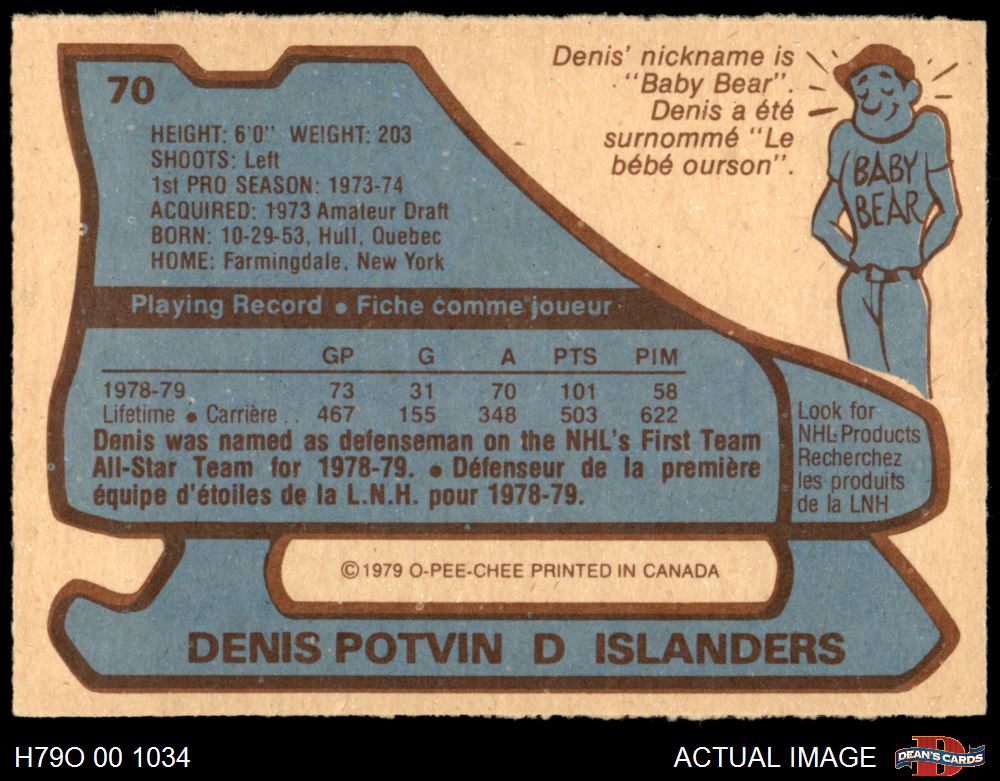 70
HEIGHT: 6'0" WEIGHT: 203
SHOOTS: Left
1st PRO SEASON: 1973-74
ACQUIRED: 1973 Amateur Draft
BORN: 10-29-53, Hull, Quebec
HOME: Farmingdale, New York
Denis' nickname is
"Baby Bear".
Denis a été
surnommé "Le
bébé ourson".
BABY
BEAR
Playing Record • Fiche comme joueur
GP G A PTS PIM
1978-79 73 31 70 101 58
Lifetime • Carrière . . 467 155 348 503 622
Denis was named as defenseman on the NHL's First Team
All-Star Team for 1978-79. • Défenseur de la première
équipe d'étoiles de la L.N.H. pour 1978-79.
Look for
NHL Products
Recherchez
les produits
de la LNH
© 1979 O-PEE-CHEE PRINTED IN CANADA
DENIS POTVIN D ISLANDERS
H79O 00 1034
ACTUAL IMAGE
D
DEAN'S CARDS